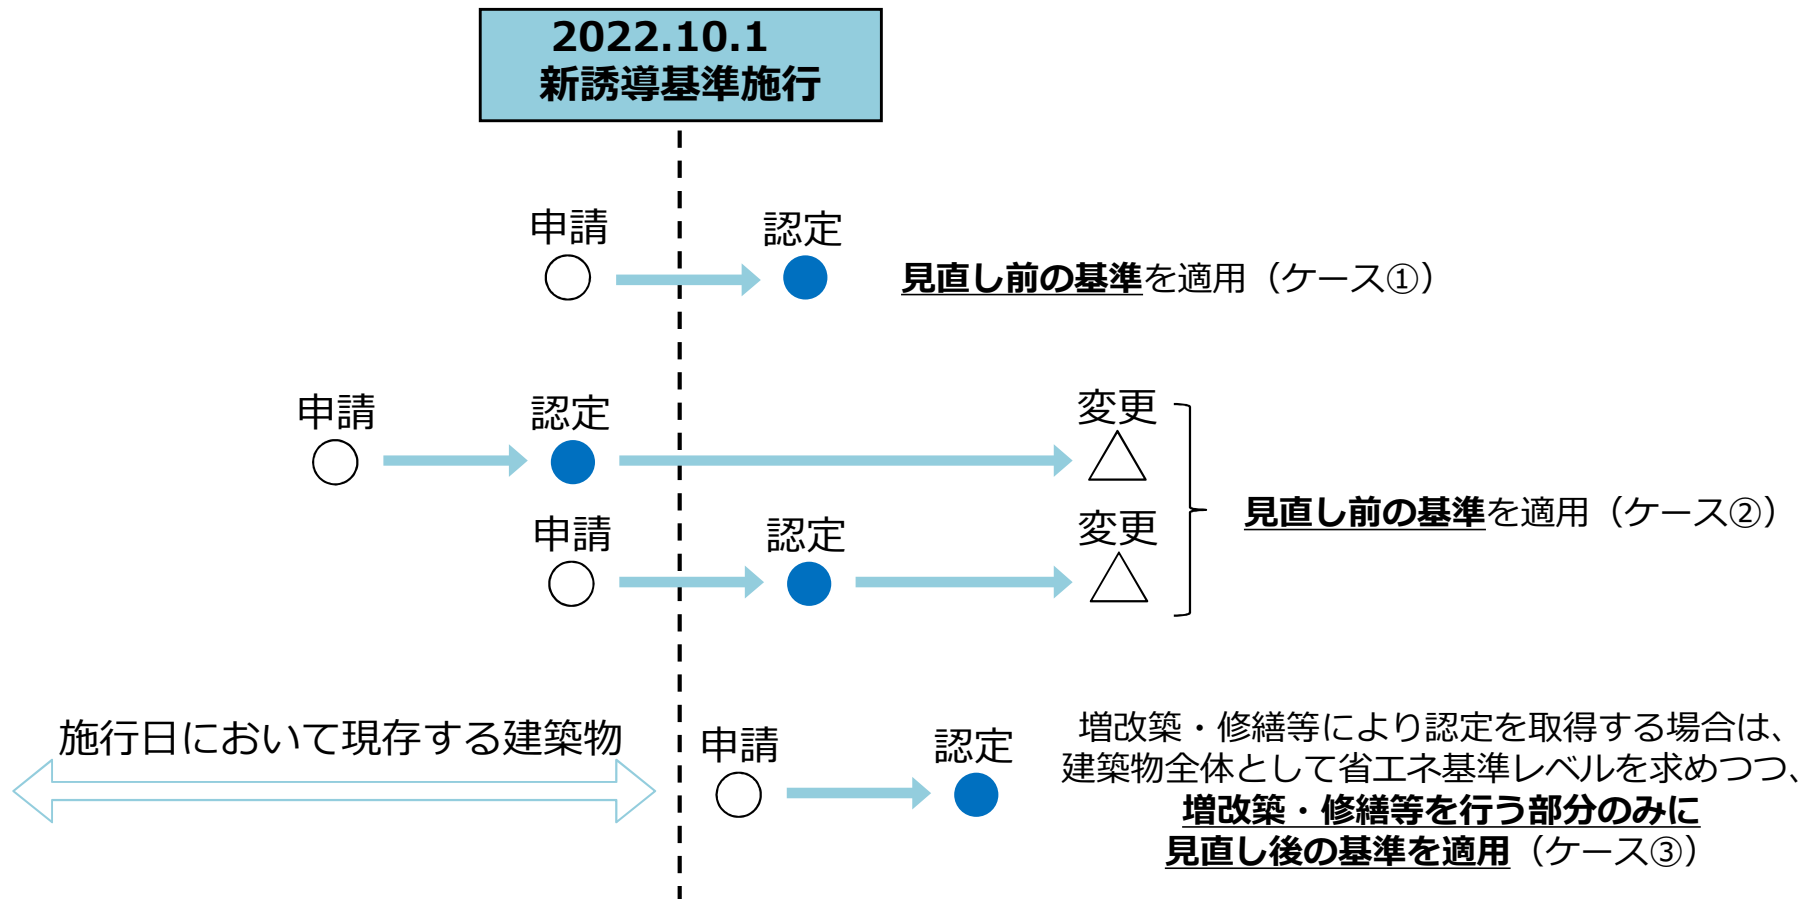 2022.10.1
新誘導基準施行
申請
認定
見直し前の基準を適用（ケース①）
申請
認定
変更
申請
認定
変更
見直し前の基準を適用（ケース②）
施行日において現存する建築物
申請
認定
増改築・修繕等により認定を取得する場合は、
建築物全体として省エネ基準レベルを求めつつ、
増改築・修繕等を行う部分のみに
見直し後の基準を適用（ケース③）